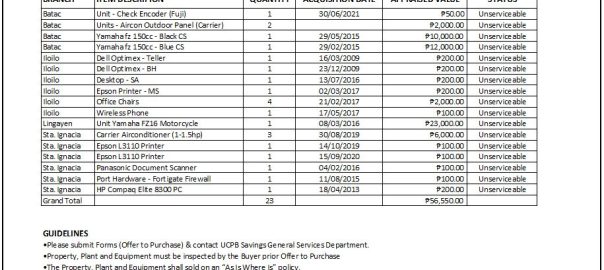 BRANCH ITEM DESCRIPTION QUANTITY ACQUISITION DATE APPRAISED VALUE STATUS
Batac Unit - Check Encoder (Fuji) 1 30/06/2021 ₱50.00 Unserviceable
Batac Units - Aircon Outdoor Panel (Carrier) 2 ₱2,000.00 Unserviceable
Batac Yamaha fz 150cc - Black CS 1 29/05/2015 ₱10,000.00 Unserviceable
Batac Yamaha fz 150cc - Blue CS 1 29/02/2015 ₱12,000.00 Unserviceable
Iloilo Dell Optimex - Teller 1 16/03/2009 ₱200.00 Unserviceable
Iloilo Dell Optimex - BH 1 23/12/2009 ₱200.00 Unserviceable
Iloilo Desktop - SA 1 13/07/2016 ₱200.00 Unserviceable
Iloilo Epson Printer - MS 1 02/03/2017 ₱200.00 Unserviceable
Iloilo Office Chairs 4 21/02/2017 ₱2,000.00 Unserviceable
Iloilo Wireless Phone 1 17/05/2017 ₱100.00 Unserviceable
Lingayen Unit Yamaha FZ16 Motorcycle 1 08/03/2016 ₱23,000.00 Unserviceable
Sta. Ignacia Carrier Airconditioner (1-1.5hp) 3 30/08/2019 ₱6,000.00 Unserviceable
Sta. Ignacia Epson L3110 Printer 1 14/10/2019 ₱100.00 Unserviceable
Sta. Ignacia Epson L3110 Printer 1 15/09/2020 ₱100.00 Unserviceable
Sta. Ignacia Panasonic Document Scanner 1 04/02/2016 ₱100.00 Unserviceable
Sta. Ignacia Port Hardware - Fortigate Firewall 1 11/08/2015 ₱100.00 Unserviceable
Sta. Ignacia HP Compaq Elite 8300 PC 1 18/04/2013 ₱200.00 Unserviceable
Grand Total 23 ₱56,550.00
GUIDELINES
•Please submit Forms (Offer to Purchase) & contact UCPB Savings General Services Department.
•Property, Plant and Equipment must be inspected by the Buyer prior Offer to Purchase
•The Property, Plant and Equipment shall sold on an "As Is Where is" policy.